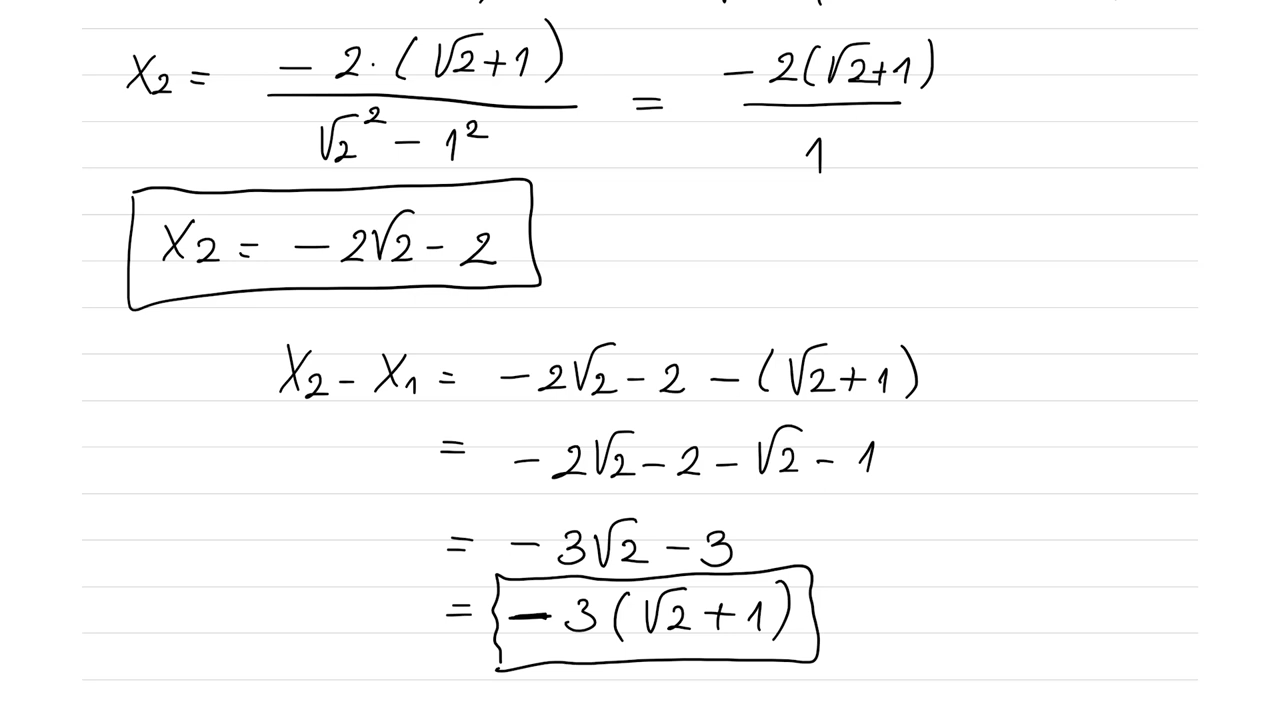 X₂ = (-2·(√2+1))/(√2² - 1²) = (-2(√2+1))/1
X₂ = -2√2 - 2
X₂ - X₁ = -2√2 - 2 - (√2+1)
= -2√2 - 2 - √2 - 1
= -3√2 - 3
= -3(√2+1)